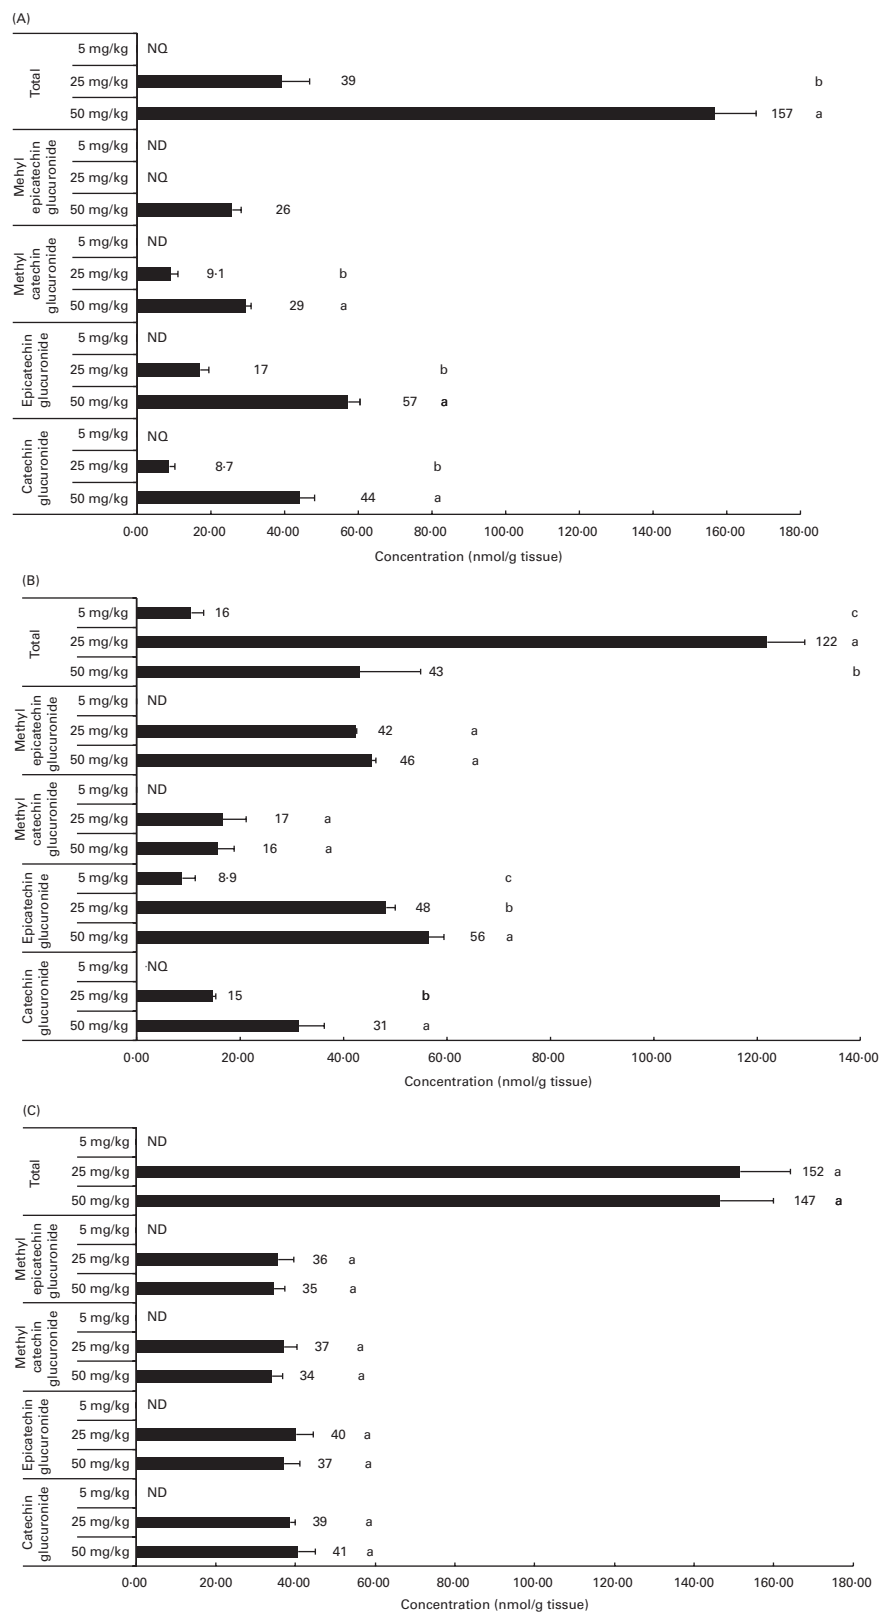 (A)
Total
5 mg/kg NQ
25 mg/kg 39 b
50 mg/kg 157 a
Mehyl
epicatechin
glucuronide
5 mg/kg ND
25 mg/kg NQ
50 mg/kg 26
Methyl
catechin
glucuronide
5 mg/kg ND
25 mg/kg 9·1 b
50 mg/kg 29 a
Epicatechin
glucuronide
5 mg/kg ND
25 mg/kg 17 b
50 mg/kg 57 a
Catechin
glucuronide
5 mg/kg NQ
25 mg/kg 8·7 b
50 mg/kg 44 a
0·00 20·00 40·00 60·00 80·00 100·00 120·00 140·00 160·00 180·00
Concentration (nmol/g tissue)
(B)
Total
5 mg/kg 16 c
25 mg/kg 122 a
50 mg/kg 43 b
Methyl
epicatechin
glucuronide
5 mg/kg ND
25 mg/kg 42 a
50 mg/kg 46 a
Methyl
catechin
glucuronide
5 mg/kg ND
25 mg/kg 17 a
50 mg/kg 16 a
Epicatechin
glucuronide
5 mg/kg 8·9 c
25 mg/kg 48 b
50 mg/kg 56 a
Catechin
glucuronide
5 mg/kg NQ
25 mg/kg 15 b
50 mg/kg 31 a
0·00 20·00 40·00 60·00 80·00 100·00 120·00 140·00
Concentration (nmol/g tissue)
(C)
Total
5 mg/kg ND
25 mg/kg 152 a
50 mg/kg 147 a
Methyl
epicatechin
glucuronide
5 mg/kg ND
25 mg/kg 36 a
50 mg/kg 35 a
Methyl
catechin
glucuronide
5 mg/kg ND
25 mg/kg 37 a
50 mg/kg 34 a
Epicatechin
glucuronide
5 mg/kg ND
25 mg/kg 40 a
50 mg/kg 37 a
Catechin
glucuronide
5 mg/kg ND
25 mg/kg 39 a
50 mg/kg 41 a
0·00 20·00 40·00 60·00 80·00 100·00 120·00 140·00 160·00 180·00
Concentration (nmol/g tissue)